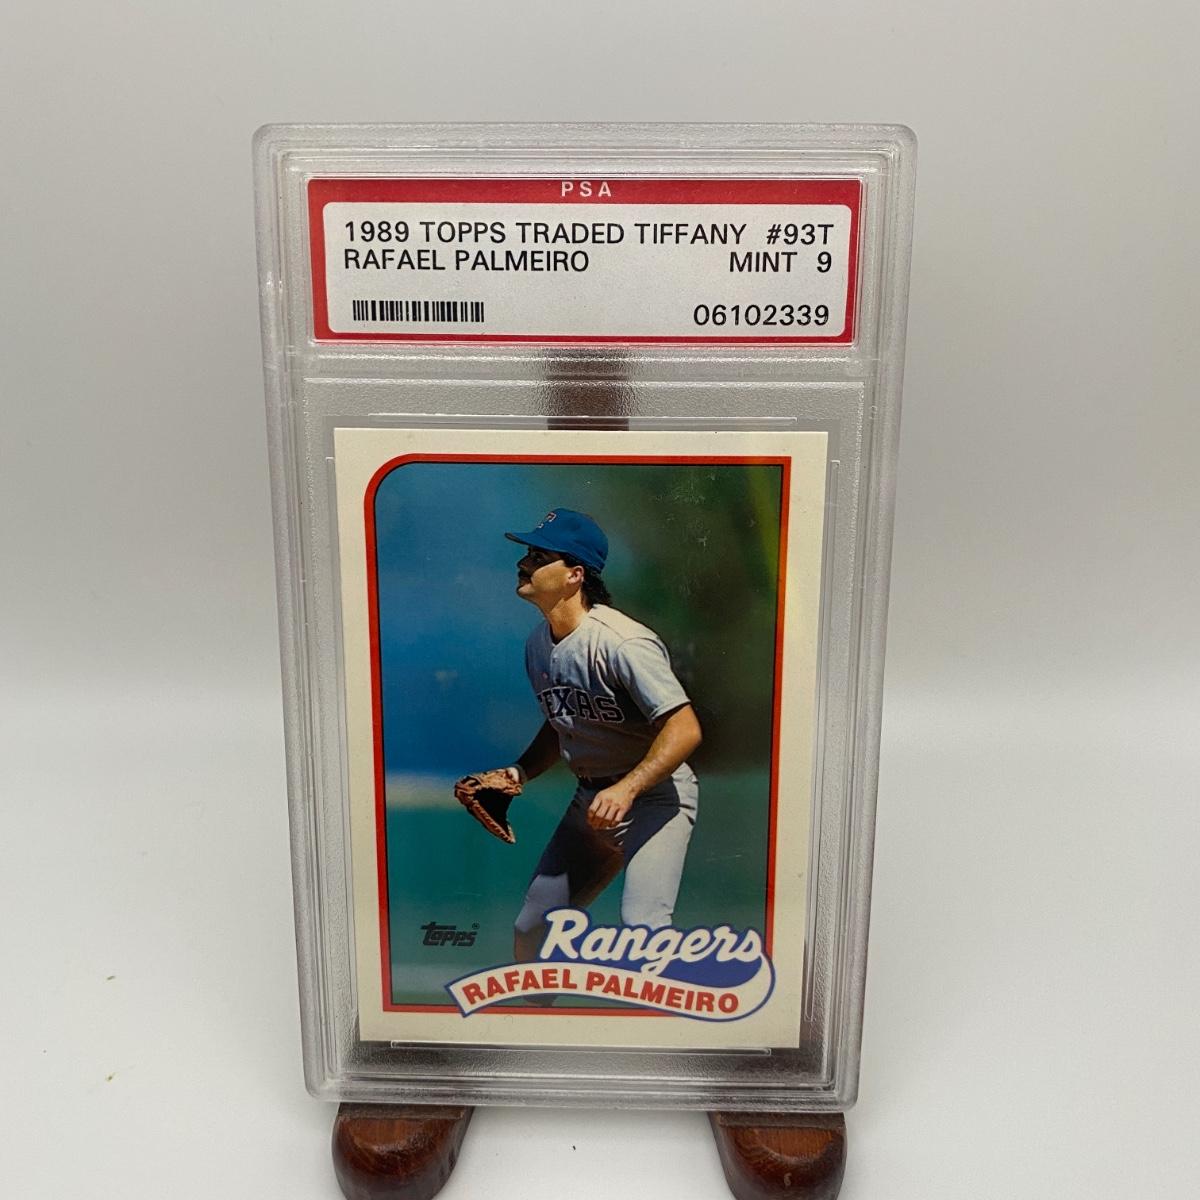 PSA
1989 TOPPS TRADED TIFFANY #93T
RAFAEL PALMEIRO MINT 9
06102339
T
TEXAS
topps®
Rangers
RAFAEL PALMEIRO